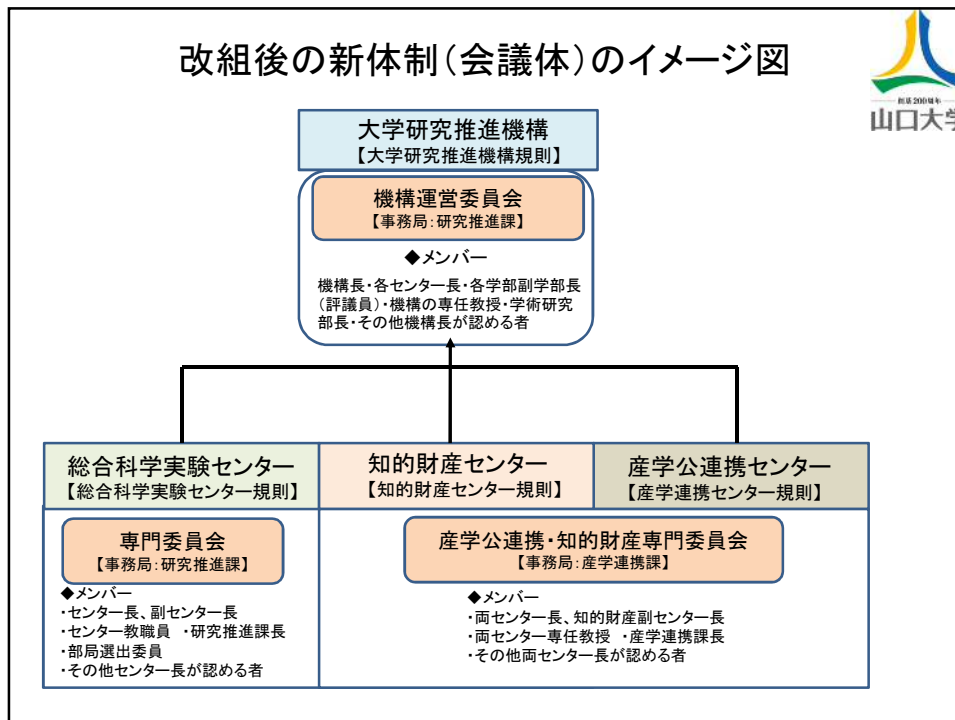 改組後の新体制(会議体)のイメージ図
創基200周年
山口大学
大学研究推進機構
【大学研究推進機構規則】
機構運営委員会
【事務局:研究推進課】
◆メンバー
機構長・各センター長・各学部副学部長
(評議員)・機構の専任教授・学術研究
部長・その他機構長が認める者
総合科学実験センター
【総合科学実験センター規則】
知的財産センター
【知的財産センター規則】
産学公連携センター
【産学連携センター規則】
専門委員会
【事務局:研究推進課】
◆メンバー
・センター長、副センター長
・センター教職員 ・研究推進課長
・部局選出委員
・その他センター長が認める者
産学公連携・知的財産専門委員会
【事務局:産学連携課】
◆メンバー
・両センター長、知的財産副センター長
・両センター専任教授 ・産学連携課長
・その他両センター長が認める者